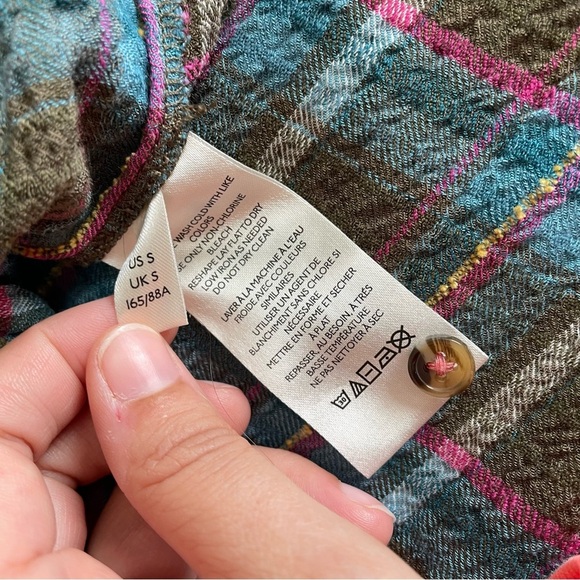 US S
UK S
165/88A
WASH COLD WITH LIKE
COLORS
ONLY NON-CHLORINE
BLEACH
RESHAPE LAY FLAT TO DRY
LOW IRON AS NEEDED
DO NOT DRY CLEAN
LAVER À LA MACHINE À L'EAU
FROIDE AVEC COULEURS
SIMILAIRES
UTILISER UN AGENT DE
BLANCHIMENT SANS CHLORE SI
NÉCESSAIRE
METTRE EN FORME ET SECHER
À PLAT
REPASSER, AU BESOIN, À TRÈS
BASSE TEMPÉRATURE
NE PAS NETTOYER À SEC
30